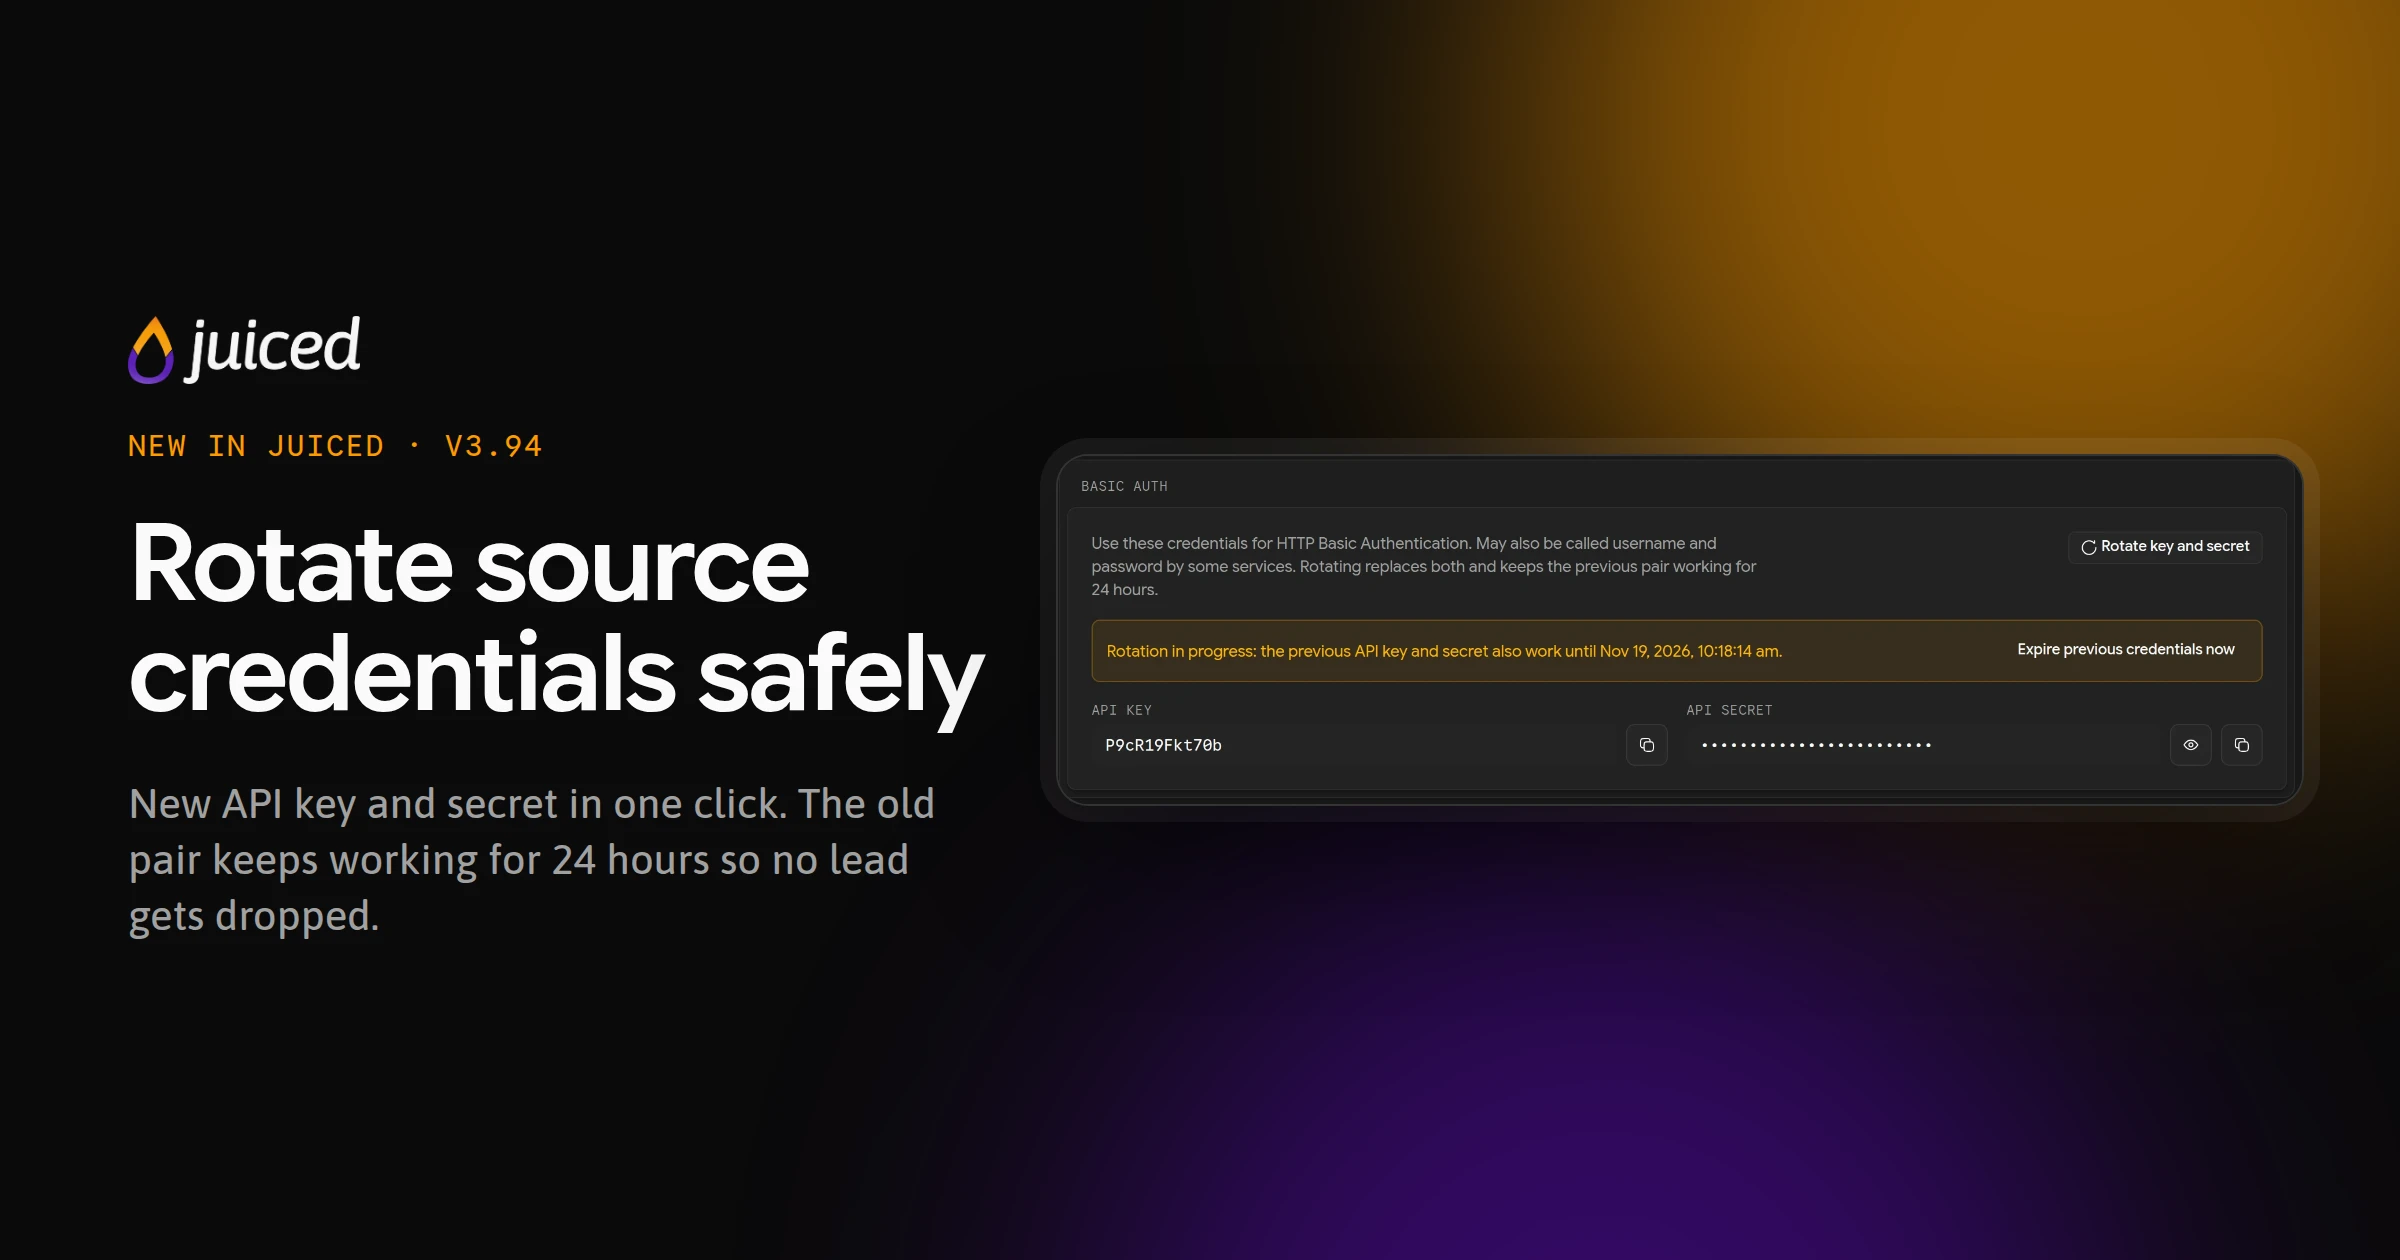 juiced
NEW IN JUICED · V3.94
Rotate source
credentials safely
New API key and secret in one click. The old
pair keeps working for 24 hours so no lead
gets dropped.
BASIC AUTH
Use these credentials for HTTP Basic Authentication. May also be called username and
password by some services. Rotating replaces both and keeps the previous pair working for
24 hours.
Rotate key and secret
Rotation in progress: the previous API key and secret also work until Nov 19, 2026, 10:18:14 am.
Expire previous credentials now
API KEY
P9cR19Fkt70b
API SECRET
••••••••••••••••••••••••